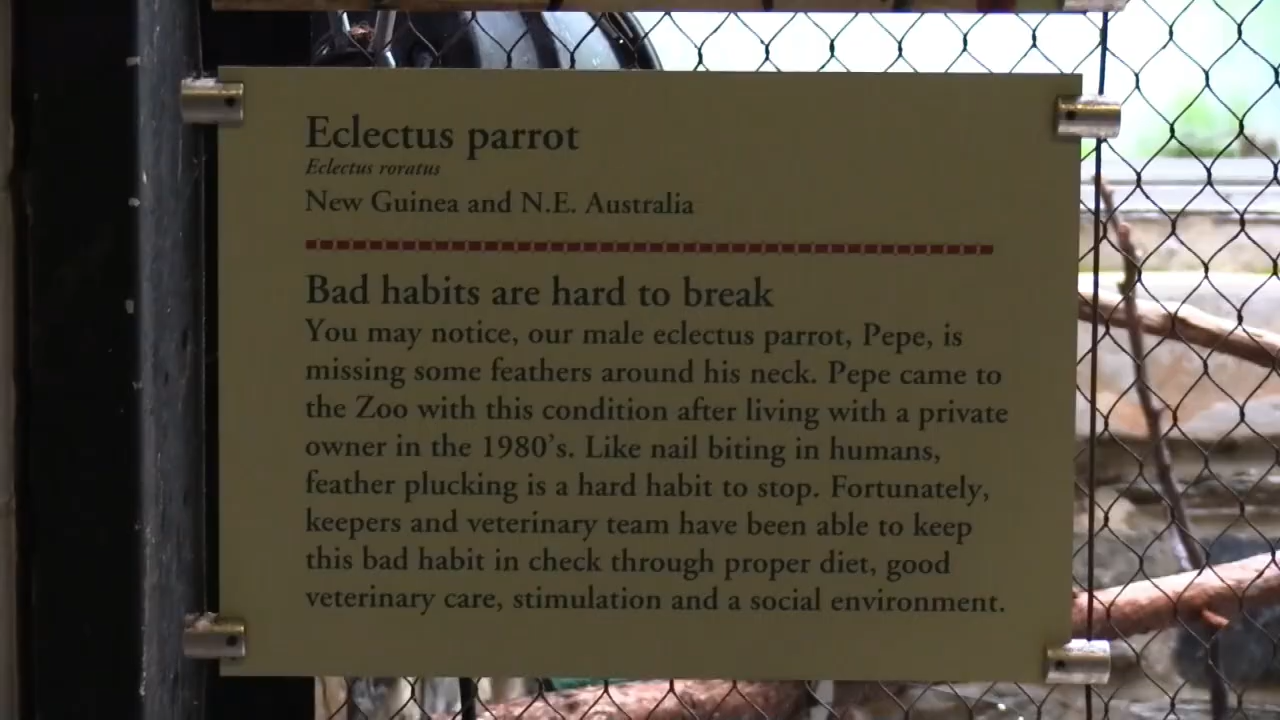 Eclectus parrot
Eclectus roratus
New Guinea and N.E. Australia
Bad habits are hard to break
You may notice, our male eclectus parrot, Pepe, is
missing some feathers around his neck. Pepe came to
the Zoo with this condition after living with a private
owner in the 1980's. Like nail biting in humans,
feather plucking is a hard habit to stop. Fortunately,
keepers and veterinary team have been able to keep
this bad habit in check through proper diet, good
veterinary care, stimulation and a social environment.